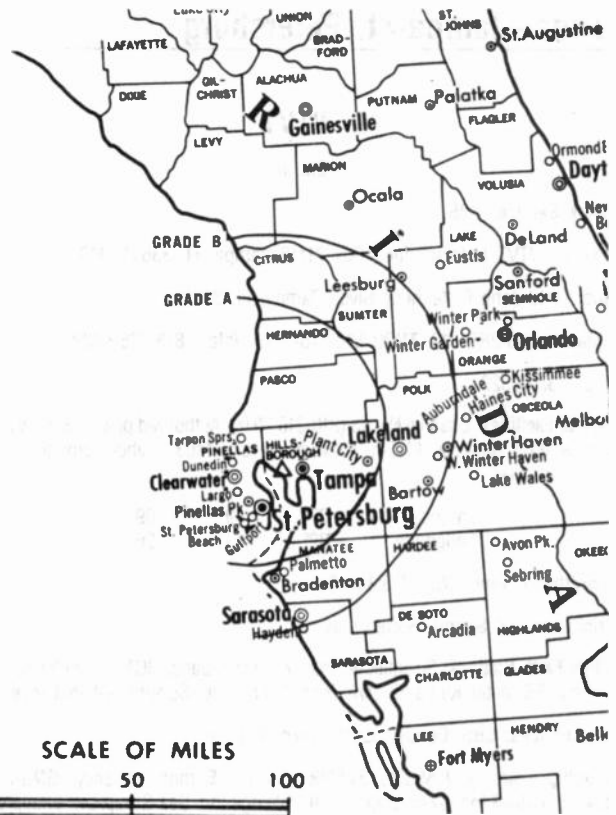 UNION
ST. JOHNS
LAFAYETTE
BRAD-
FORD
St. Augustine
GIL-
CHRIST
ALACHUA
DIXIE
PUTNAM
Palatka
R
Gainesville
FLAGLER
LEVY
MARION
Ormond
Dayt
VOLUSIA
Ocala
New
DeLand
GRADE B
I
LAKE
CITRUS
Eustis
Leesburg
Sanford
SEMINOLE
GRADE A
SUMTER
Winter Park
HERNANDO
Winter Garden
Orlando
ORANGE
PASCO
POLK
Kissimmee
Auburndale
Haines City
OSCEOLA
D
Melbou
Tarpon Sprs.
PINELLAS
HILLS-
BOROUGH
Plant City
Lakeland
Dunedin
Winter Haven
Clearwater
Tampa
W. Winter Haven
Largo
Bartow
Lake Wales
Pinellas Pk
St. Petersburg
St. Petersburg
Beach
Gulfport
MANATEE
HARDEE
Avon Pk.
OKEEC
Palmetto
Bradenton
Sebring
A
Sarasota
DE SOTO
Hayden
Arcadia
HIGHLANDS
SARASOTA
CHARLOTTE
GLADES
LEE
HENDRY
Bell
SCALE OF MILES
Fort Myers
50
100